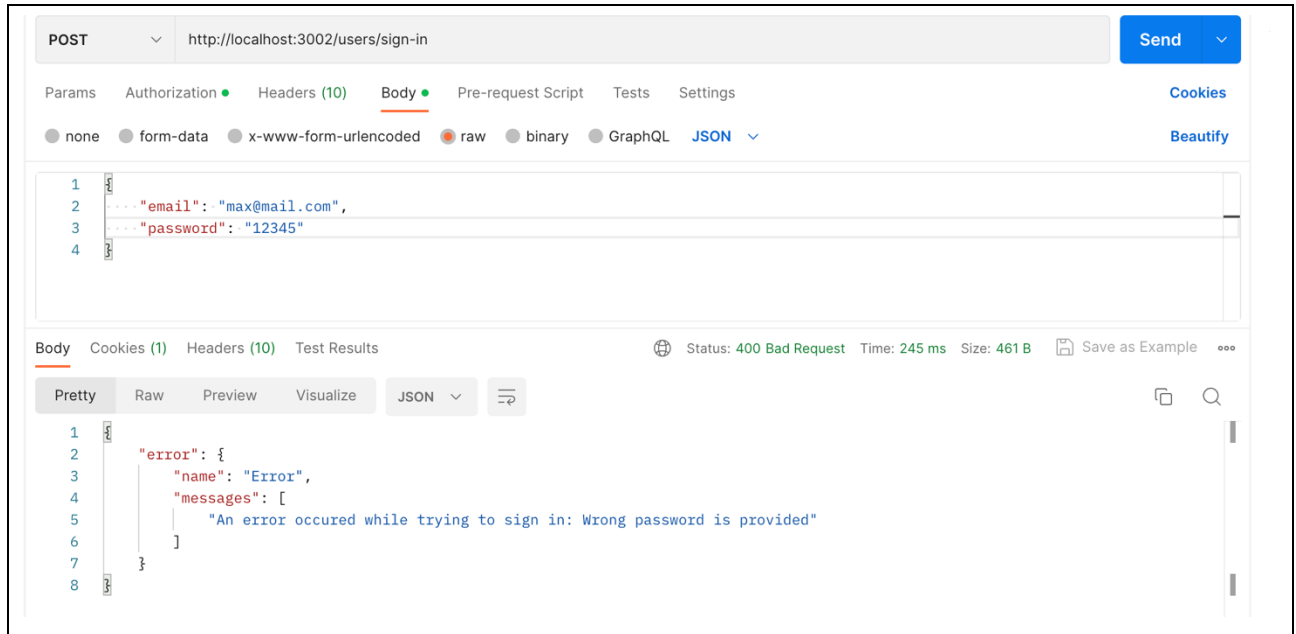 POST http://localhost:3002/users/sign-in Send
Params Authorization Headers (10) Body Pre-request Script Tests Settings Cookies
none form-data x-www-form-urlencoded raw binary GraphQL JSON Beautify
1 {
2 "email": "max@mail.com",
3 "password": "12345"
4 }
Body Cookies (1) Headers (10) Test Results Status: 400 Bad Request Time: 245 ms Size: 461 B Save as Example
Pretty Raw Preview Visualize JSON
1 {
2 "error": {
3 "name": "Error",
4 "messages": [
5 "An error occured while trying to sign in: Wrong password is provided"
6 ]
7 }
8 }